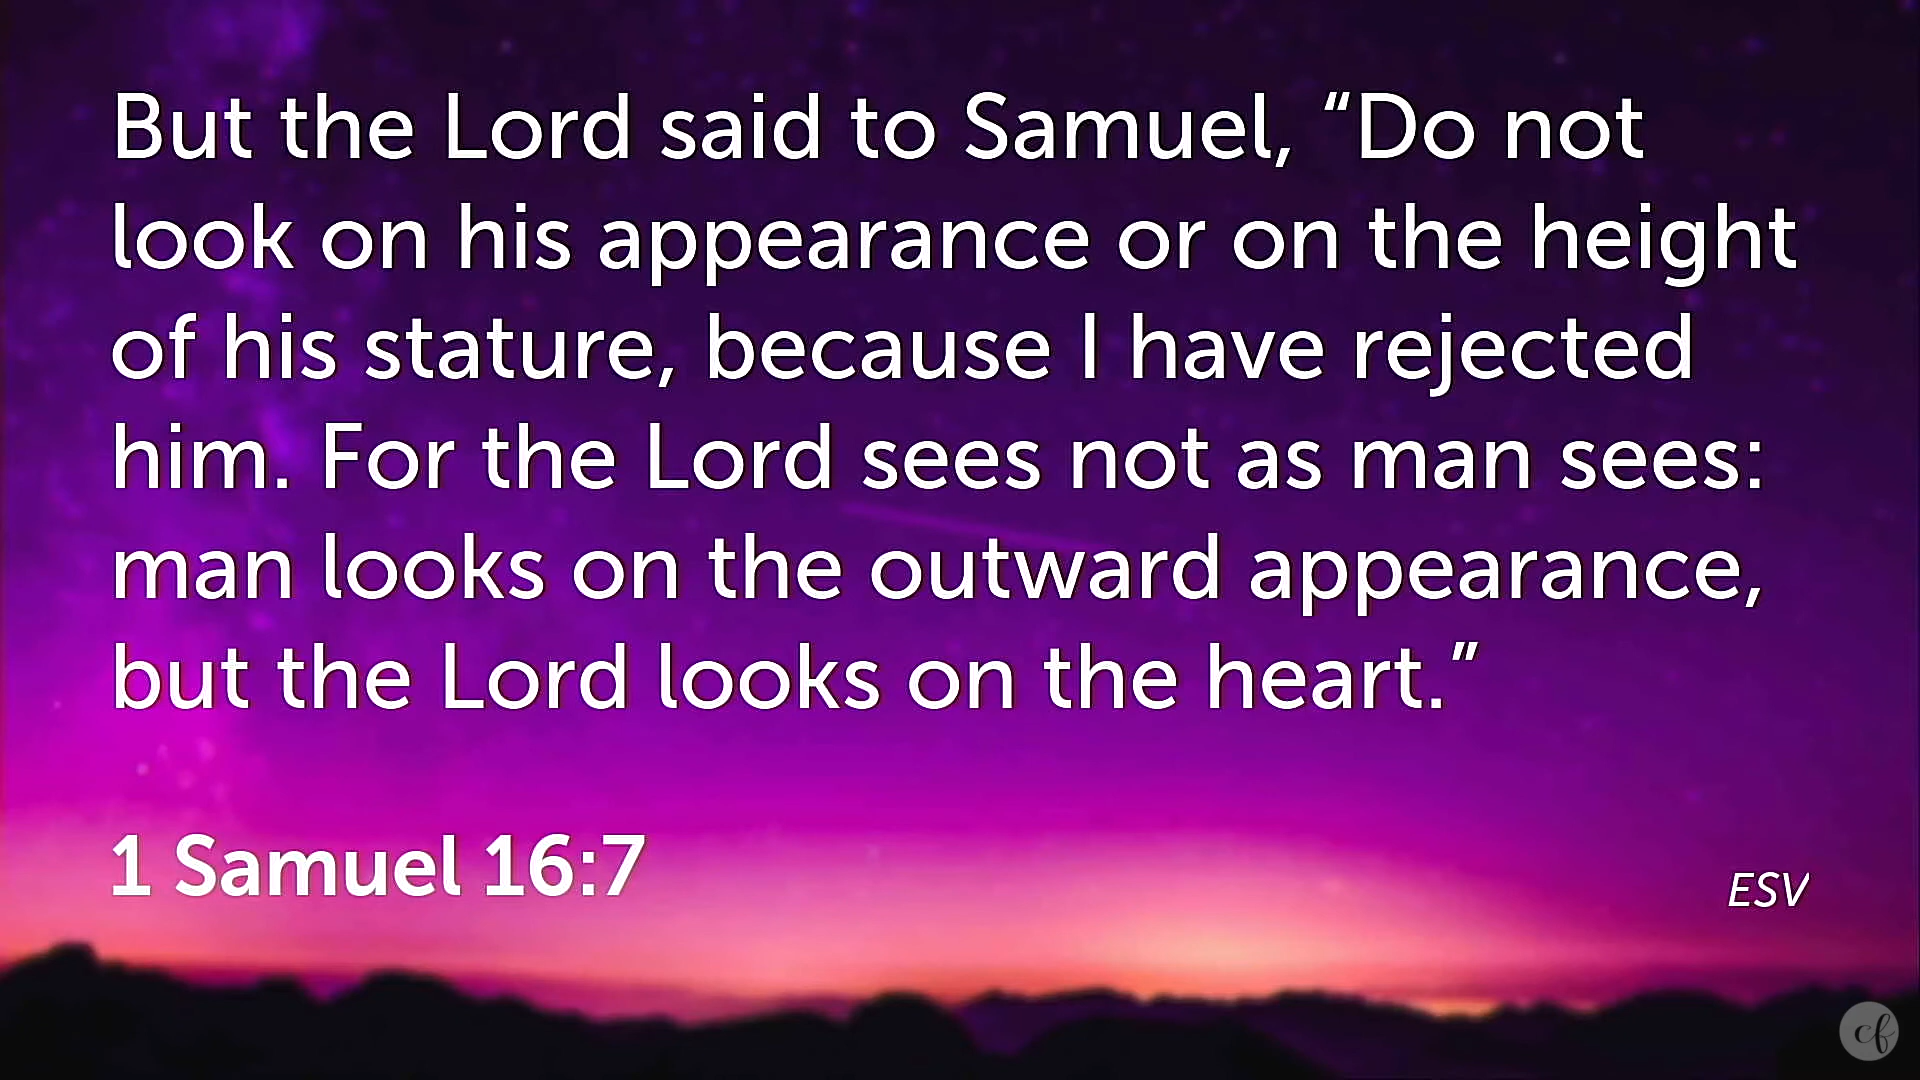 But the Lord said to Samuel, “Do not
look on his appearance or on the height
of his stature, because I have rejected
him. For the Lord sees not as man sees:
man looks on the outward appearance,
but the Lord looks on the heart.”
1 Samuel 16:7
ESV
cf